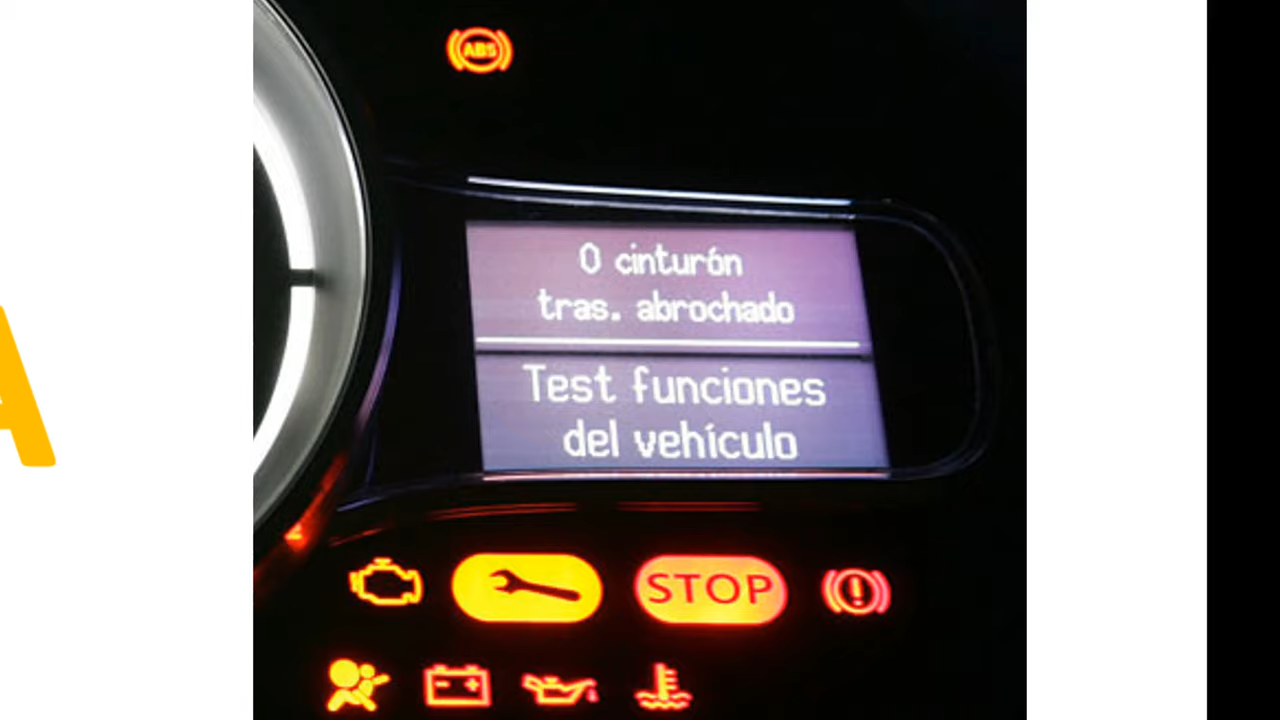 ABS
0 cinturón
tras. abrochado
Test funciones
del vehículo
STOP
A